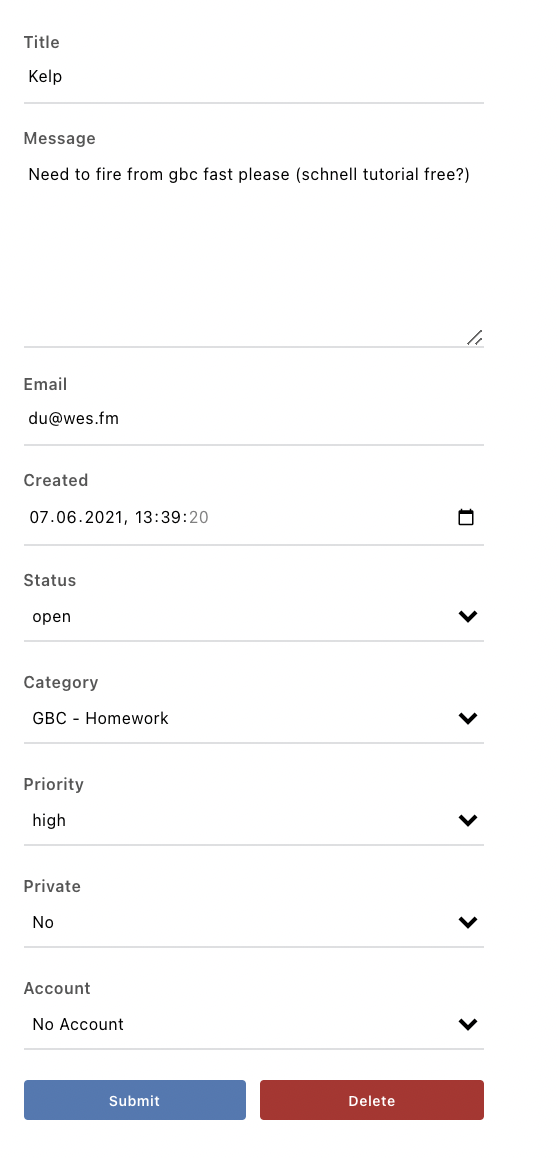 Title
Kelp
Message
Need to fire from gbc fast please (schnell tutorial free?)
Email
du@wes.fm
Created
07.06.2021, 13:39:20
Status
open
Category
GBC - Homework
Priority
high
Private
No
Account
No Account
Submit
Delete